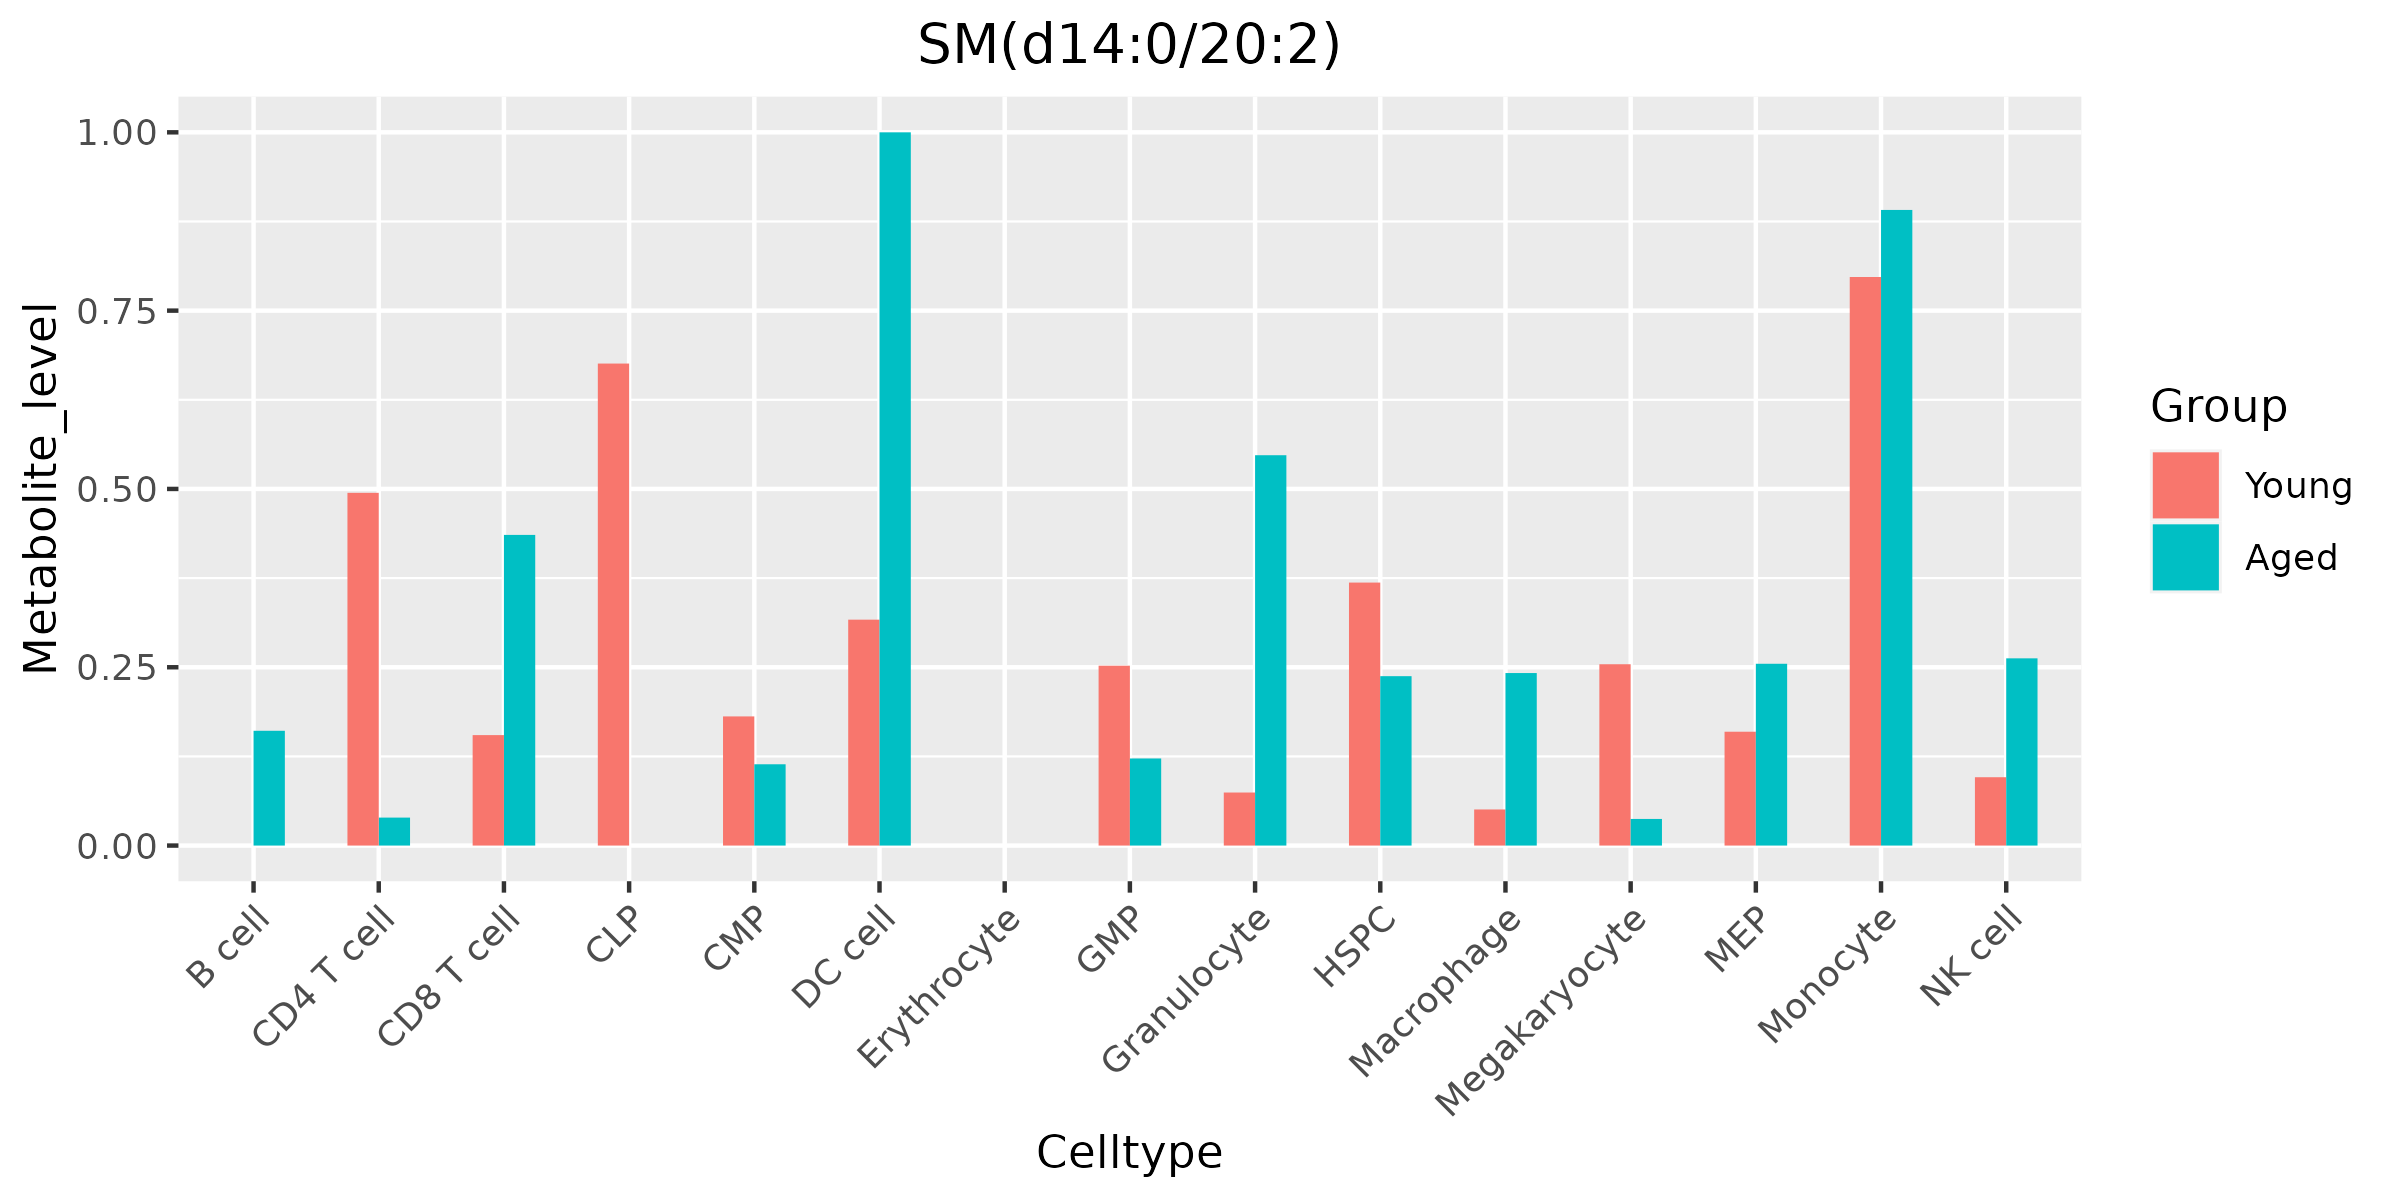 SM(d14:0/20:2)
Metabolite_level
1.00
0.75
0.50
0.25
0.00
B cell
CD4 T cell
CD8 T cell
CLP
CMP
DC cell
Erythrocyte
GMP
Granulocyte
HSPC
Macrophage
Megakaryocyte
MEP
Monocyte
NK cell
Celltype
Group
Young
Aged